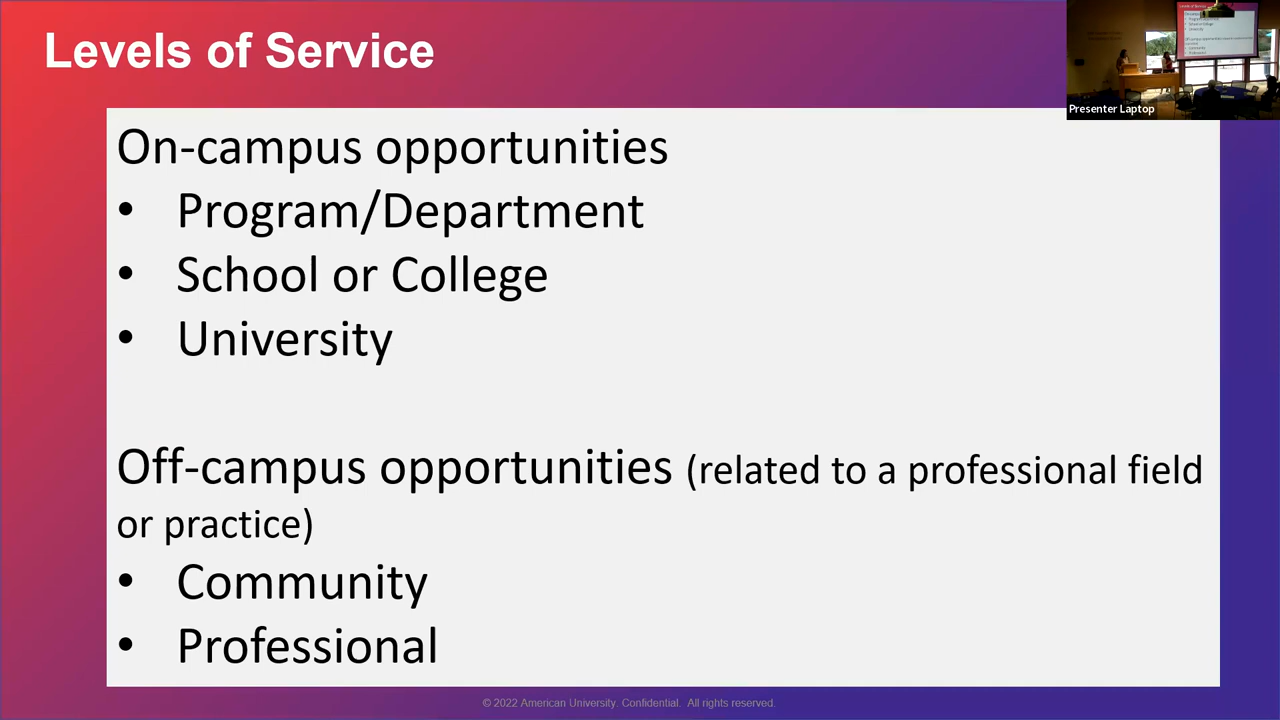 Levels of Service
Presenter Laptop
On-campus opportunities
• Program/Department
• School or College
• University
Off-campus opportunities (related to a professional field
or practice)
• Community
• Professional
© 2022 American University. Confidential. All rights reserved.